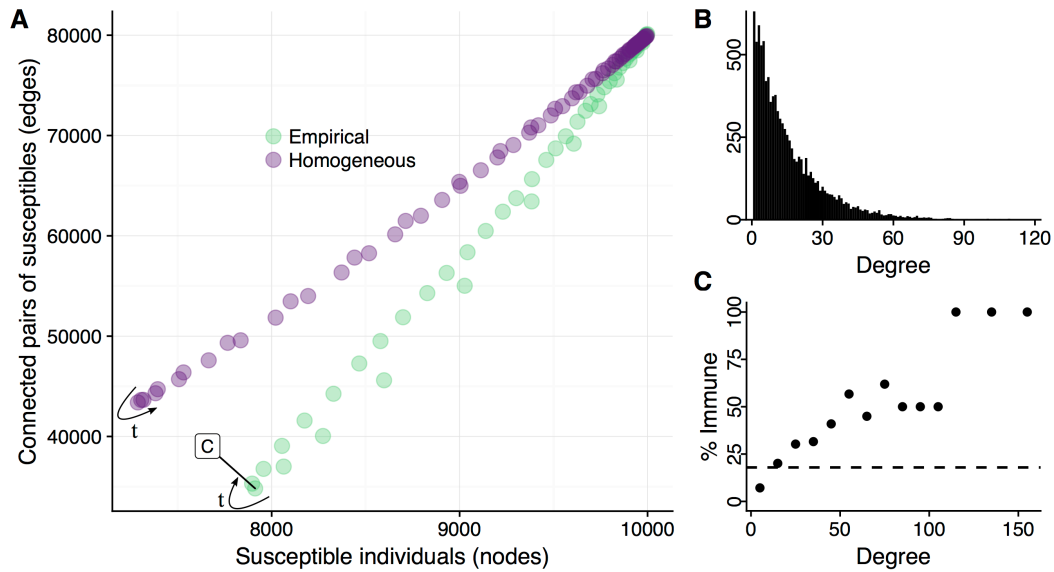 A
Connected pairs of susceptibles (edges)
80000
70000
60000
50000
40000
Empirical
Homogeneous
t
C
t
8000
9000
10000
Susceptible individuals (nodes)
B
500
250
0
0
30
60
90
120
Degree
C
% Immune
100
75
50
25
0
0
50
100
150
Degree